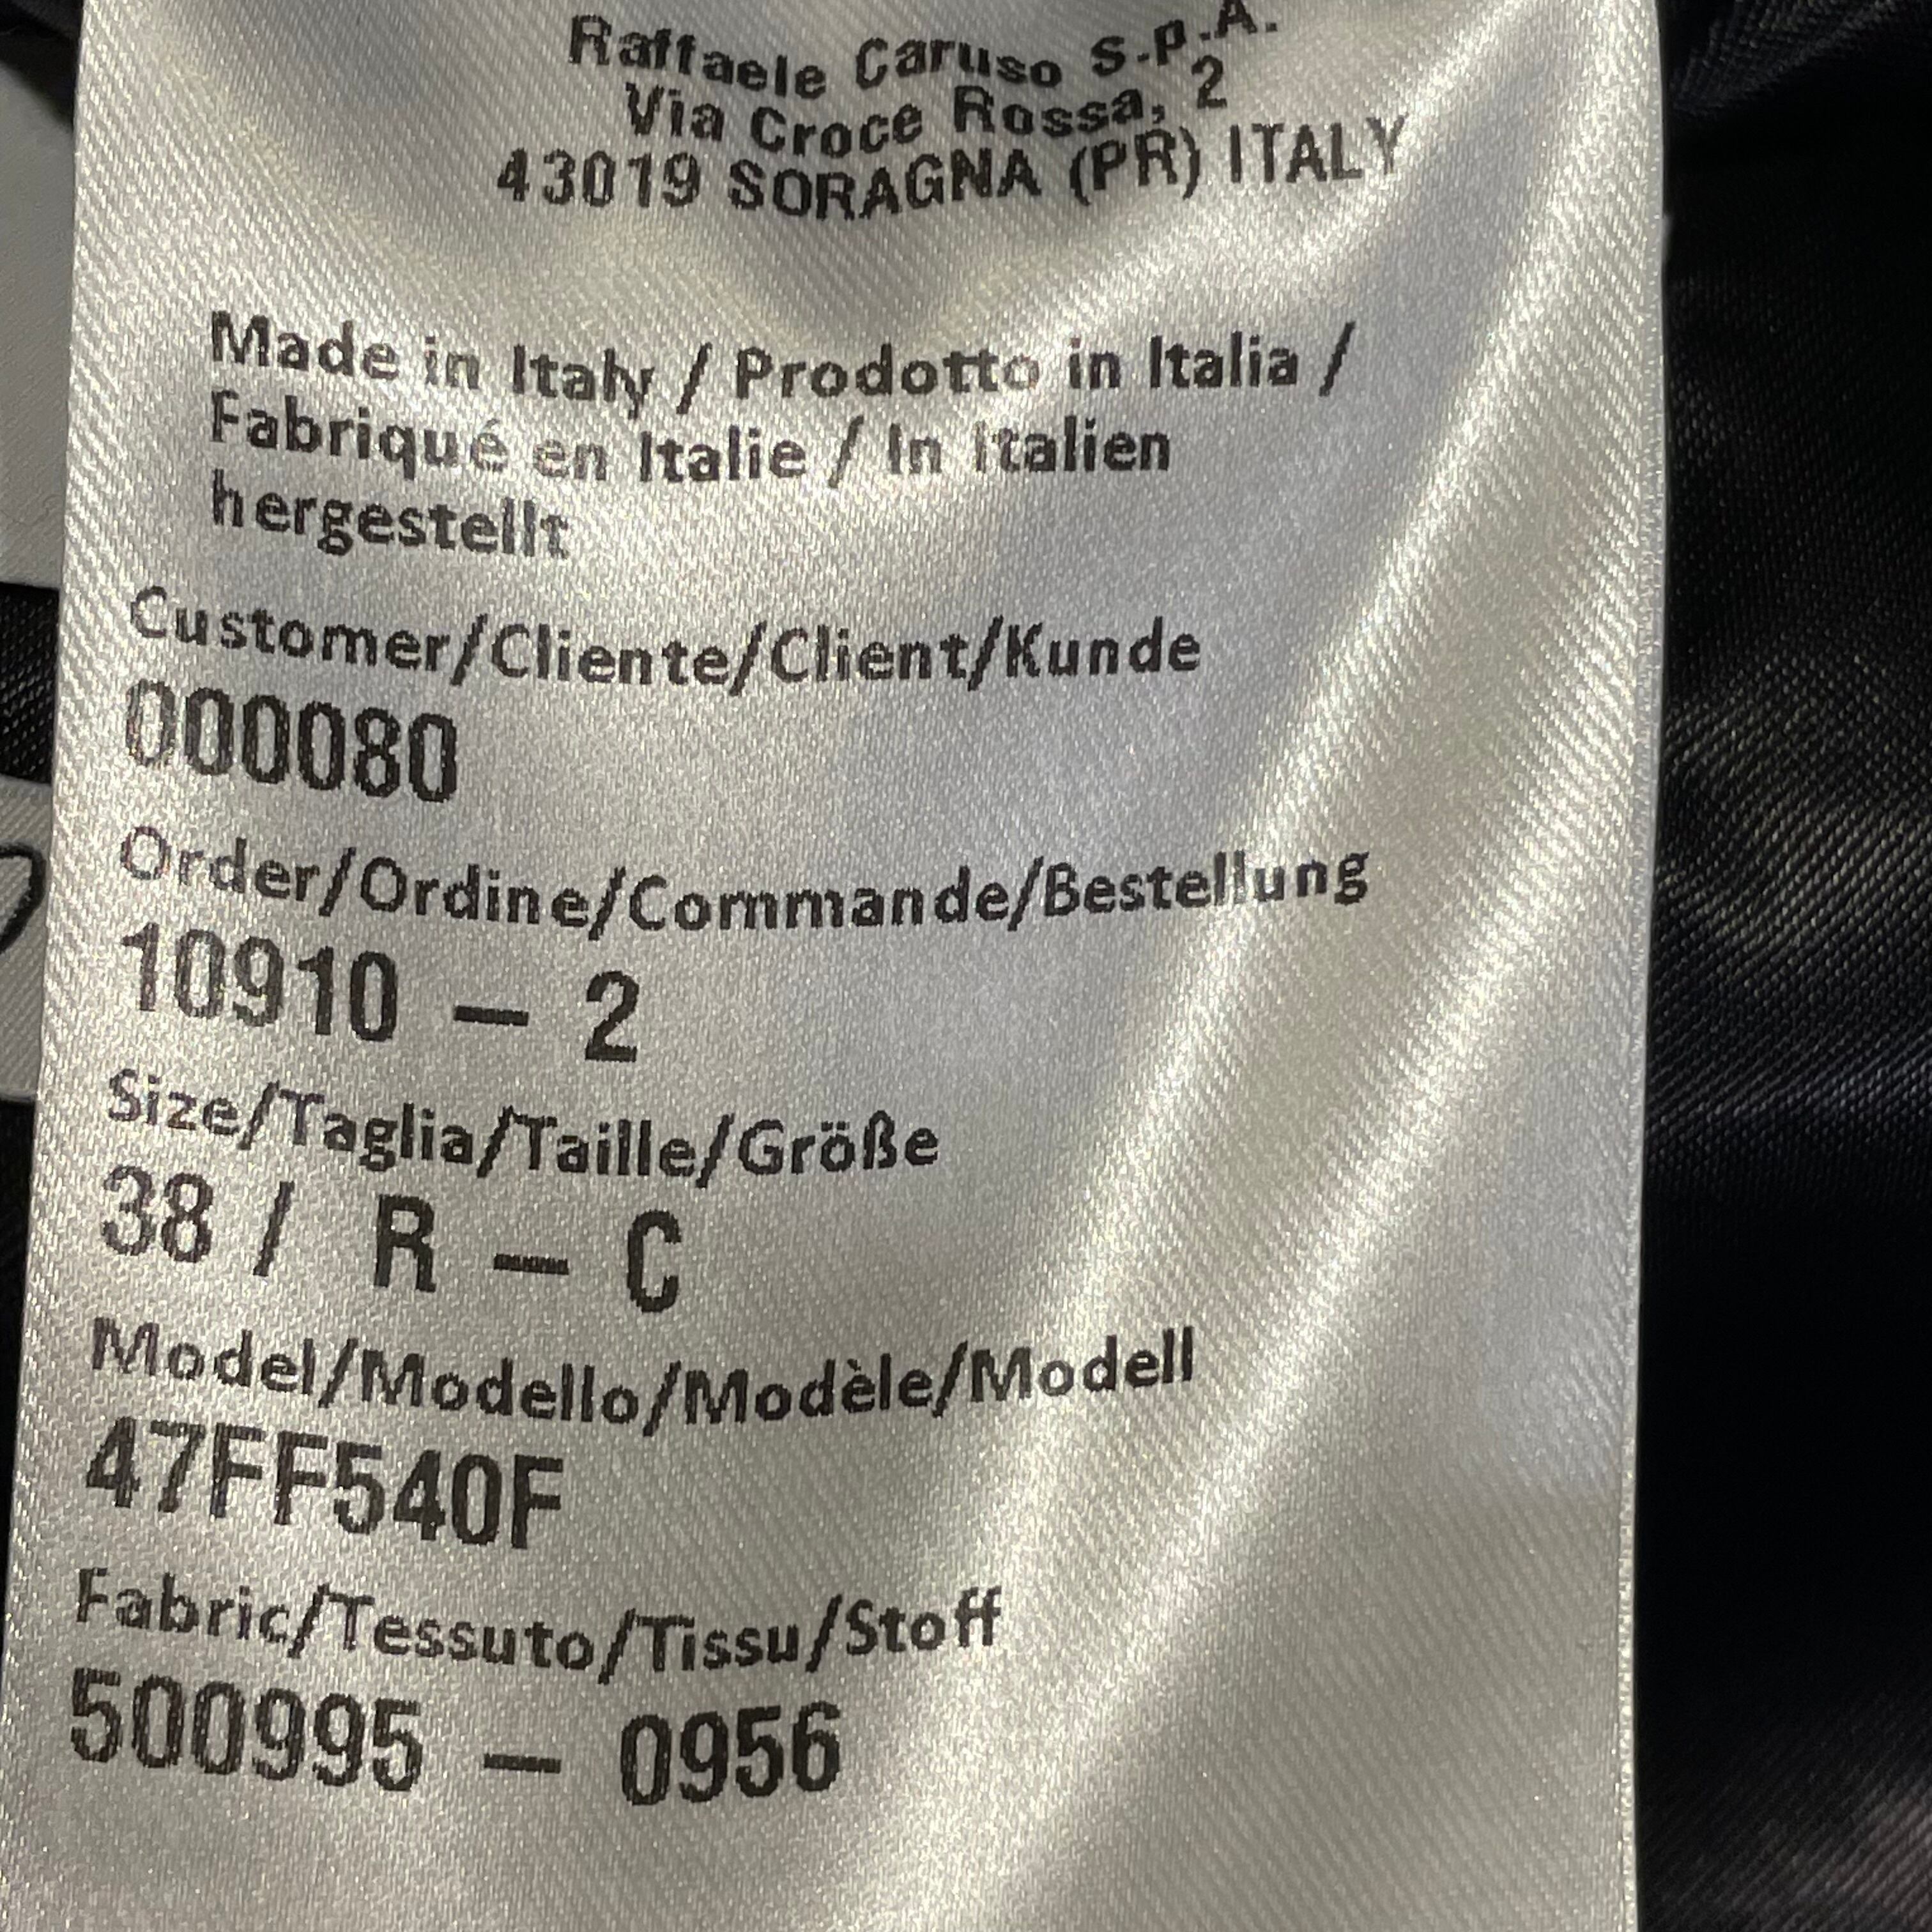 Raffaele Caruso S.p.A.
Via Croce Rossa, 2
43019 SORAGNA (PR) ITALY
Made in Italy / Prodotto in Italia /
Fabriqué en Italie / In Italien
hergestellt
Customer/Cliente/Client/Kunde
000080
Order/Ordine/Commande/Bestellung
10910 – 2
Size/Taglia/Taille/Größe
38 / R – C
Model/Modello/Modèle/Modell
47FF540F
Fabric/Tessuto/Tissu/Stoff
500995 – 0956